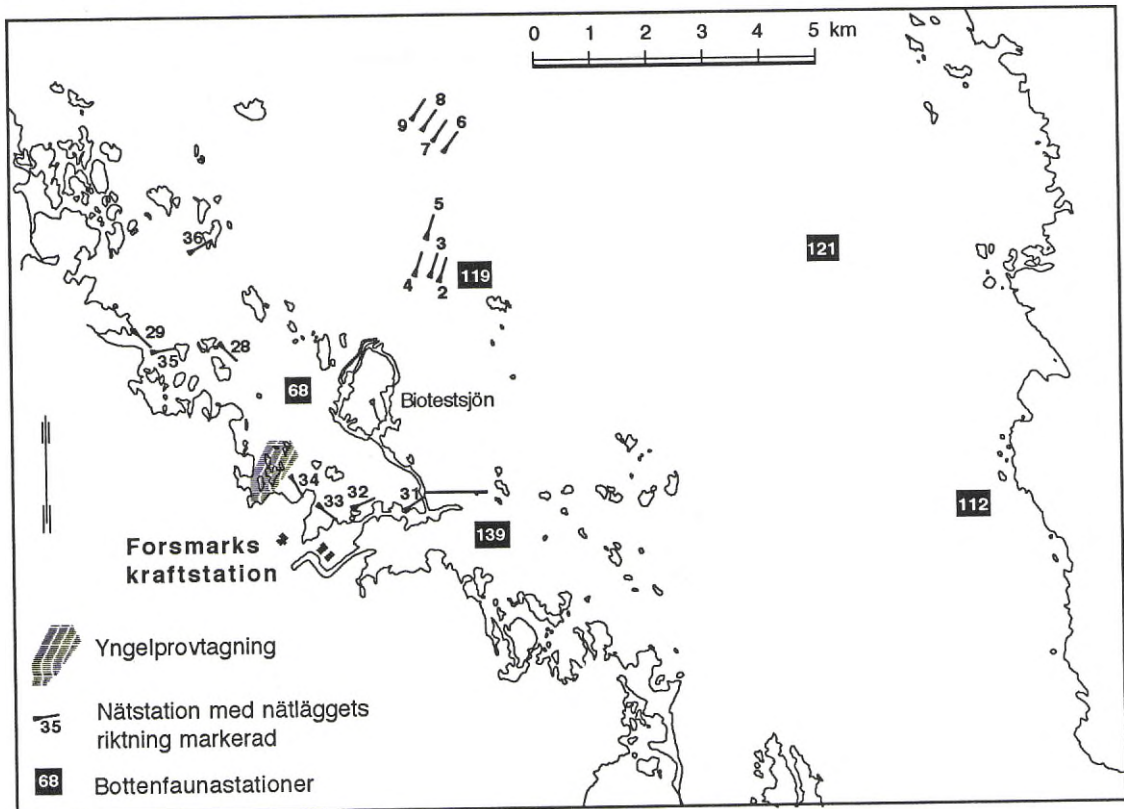 0 1 2 3 4 5 km
8
9
6
7
5
36
3
121
119
4
2
29
35
28
68
Biotestsjön
34
33
32
31
112
139
Forsmarks
kraftstation
Yngelprovtagning
35
Nätstation med nätläggets
riktning markerad
68
Bottenfaunastationer